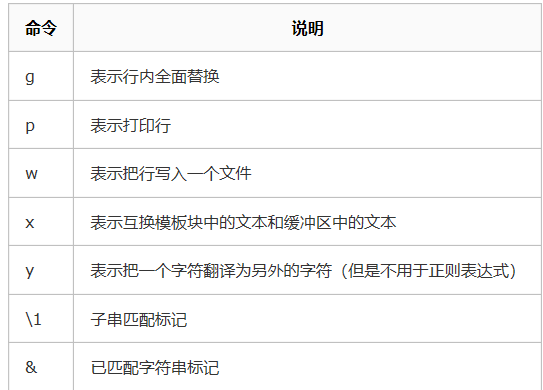 命令 说明
g 表示行内全面替换
p 表示打印行
w 表示把行写入一个文件
x 表示互换模板块中的文本和缓冲区中的文本
y 表示把一个字符翻译为另外的字符（但是不用于正则表达式）
\1 子串匹配标记
& 已匹配字符串标记